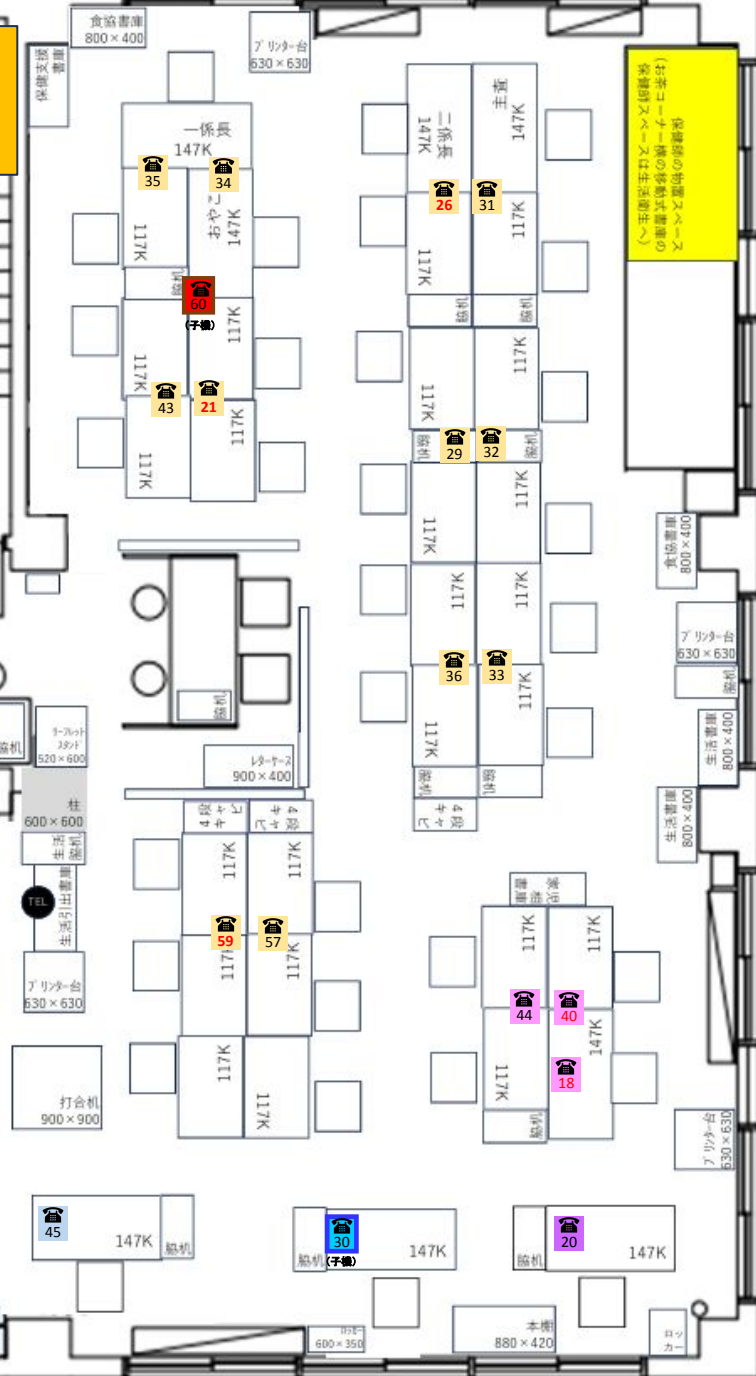 食協書庫
800×400
プリンター台
630×630
保健支援
書庫
一係長
147K
35
34
117K
おやこ
147K
脇机
60
(子機)
117K
117K
43
21
117K
117K
二係長
147K
主査
147K
26
31
117K
117K
脇机
脇机
117K
117K
脇机
29
32
脇机
117K
117K
117K
117K
36
33
117K
117K
脇机
脇机
4段
キャビ
保健師の物置スペース
(お茶コーナー横の移動式書庫の
保健師スペースは生活衛生へ)
食協書庫
800×400
プリンター台
630×630
脇机
生活書庫
800×400
生活書庫
800×400
脇机
脇机
リーフレット
スタンド
520×600
レターケース
900×400
柱
600×600
生活
脇机
TEL
生活引出書庫
プリンター台
630×630
打合机
900×900
4段
キャビ
4段
キャビ
117K
117K
59
57
117K
117K
117K
117K
家児相
書庫
117K
117K
44
40
117K
147K
18
脇机
プリンター台
630×630
45
147K
脇机
脇机
30
(子機)
147K
脇机
20
147K
ロッカー
600×350
本棚
880×420
ロッ
カー